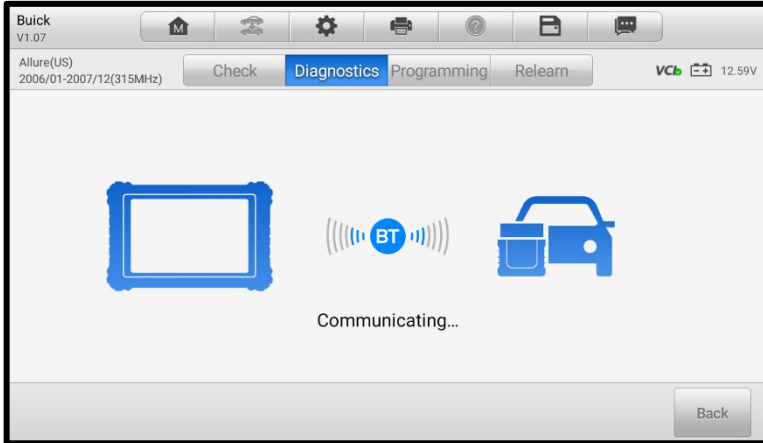 Buick
V1.07
M
Allure(US)
2006/01-2007/12(315MHz)
Check
Diagnostics
Programming
Relearn
VCI
12.59V
BT
Communicating...
Back